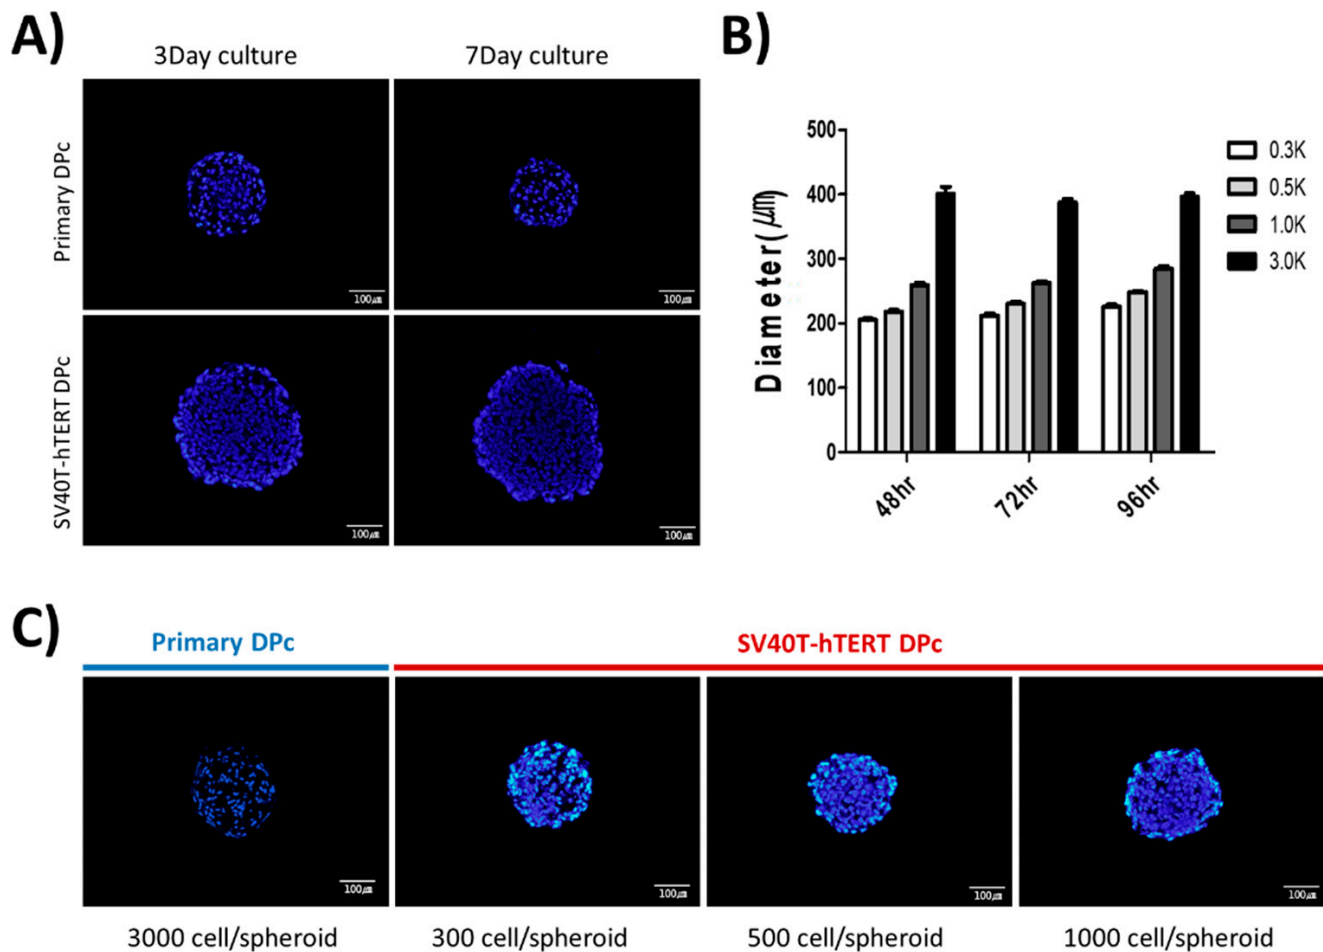 A)
3Day culture
7Day culture
Primary DPc
100㎛
100㎛
SV40T-hTERT DPc
100㎛
100㎛
B)
Diameter(㎛)
500
400
300
200
100
0
48hr
72hr
96hr
0.3K
0.5K
1.0K
3.0K
C)
Primary DPc
SV40T-hTERT DPc
100㎛
100㎛
100㎛
100㎛
3000 cell/spheroid
300 cell/spheroid
500 cell/spheroid
1000 cell/spheroid